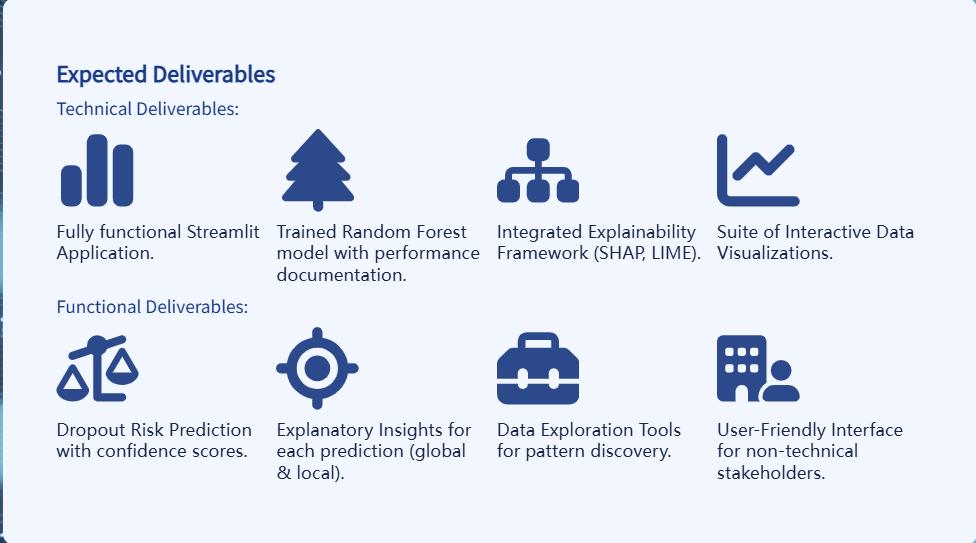 Expected Deliverables
Technical Deliverables:
Fully functional Streamlit
Application.
Trained Random Forest
model with performance
documentation.
Integrated Explainability
Framework (SHAP, LIME).
Suite of Interactive Data
Visualizations.
Functional Deliverables:
Dropout Risk Prediction
with confidence scores.
Explanatory Insights for
each prediction (global
& local).
Data Exploration Tools
for pattern discovery.
User-Friendly Interface
for non-technical
stakeholders.